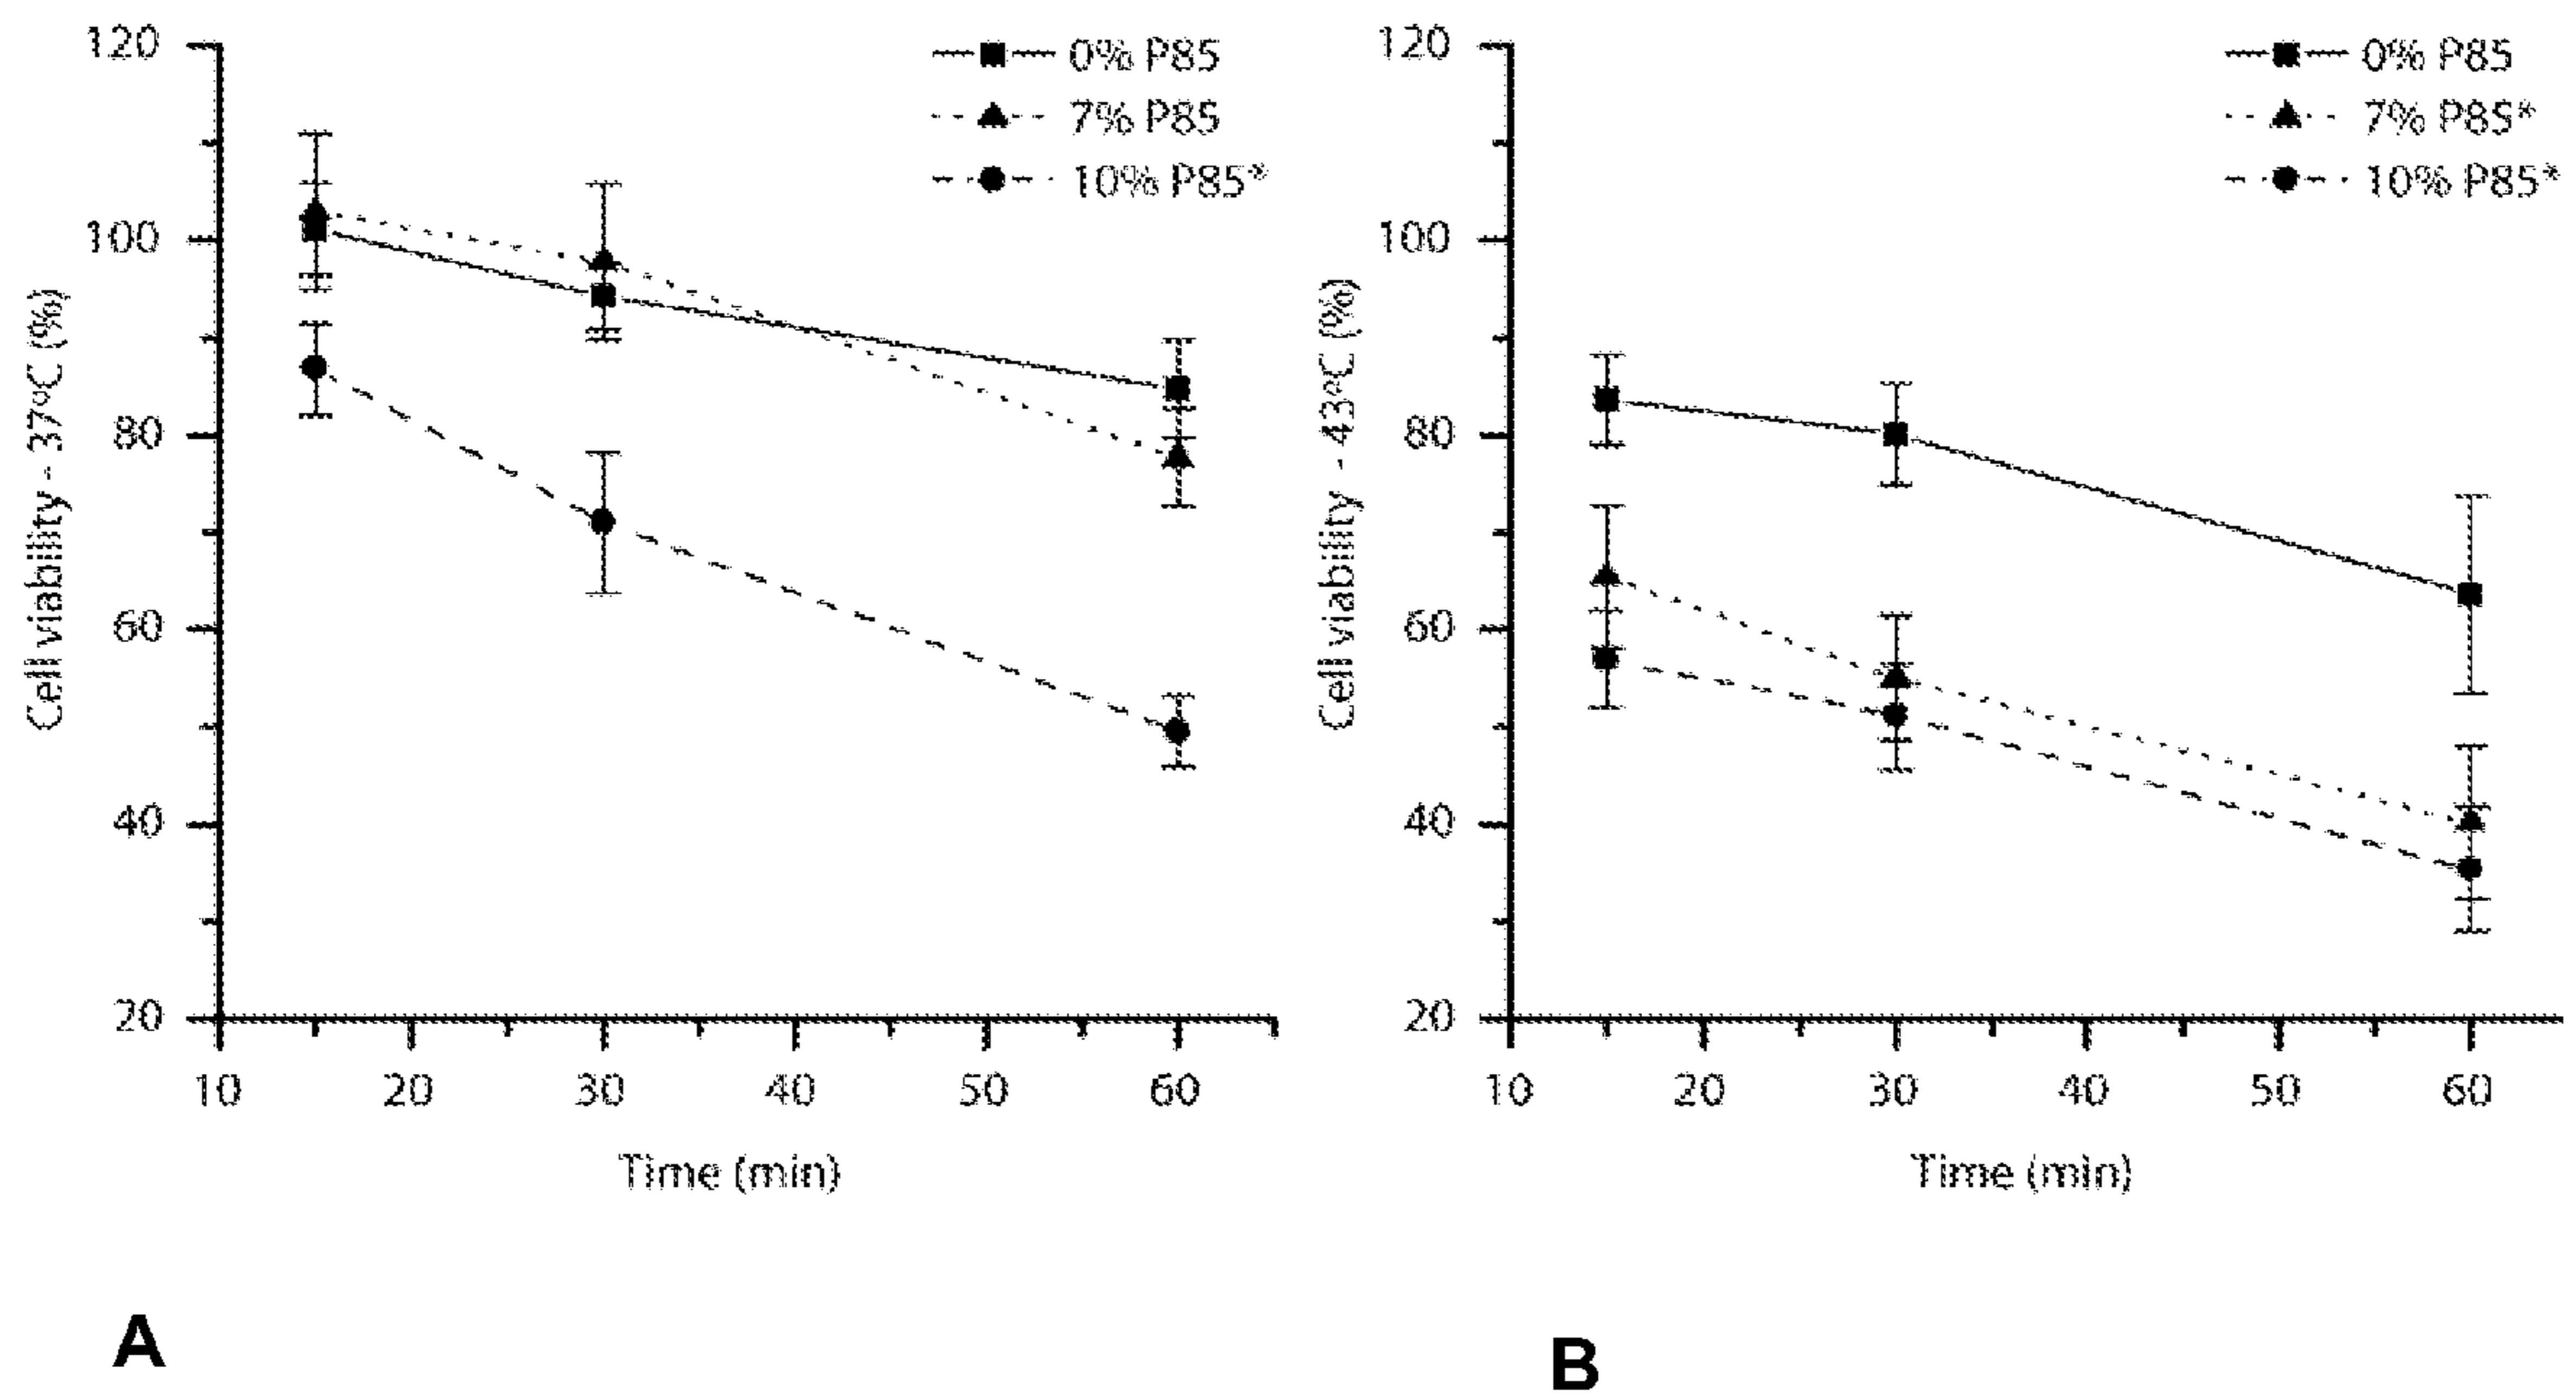 120
100
80
60
40
20
10 20 30 40 50 60
Cell viability - 37ºC (%)
Time (min)
0% P85
7% P85
10% P85*
A
120
100
80
60
40
20
10 20 30 40 50 60
Cell viability - 43ºC (%)
Time (min)
0% P85
7% P85*
10% P85*
B